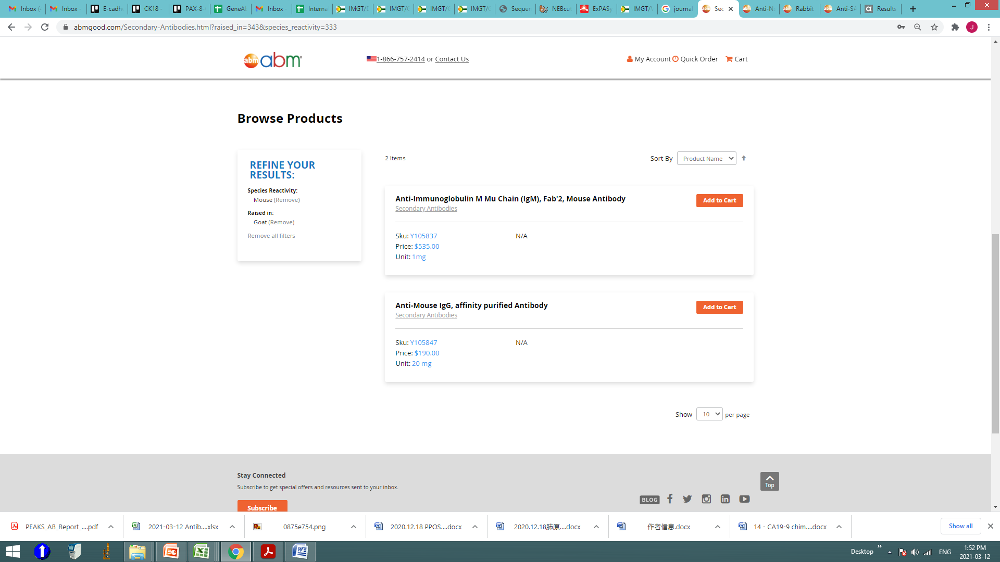 Inbox (
Inbox -
E-cadh
CK18 -
PAX-8-
GeneAl
Inbox -
Interna
IMGT/
IMGT/
IMGT/
IMGT/
Sequer
NEBcut
ExPASy
IMGT/
journal
Sec
Anti-N
Rabbit
Anti-SA
Results
abmgood.com/Secondary-Antibodies.html?raised_in=343&species_reactivity=333
J
abm abm
1-866-757-2414 or Contact Us
My Account Quick Order Cart
Browse Products
REFINE YOUR
RESULTS:
Species Reactivity:
Mouse (Remove)
Raised in:
Goat (Remove)
Remove all filters
2 Items
Sort By Product Name
Anti-Immunoglobulin M Mu Chain (IgM), Fab'2, Mouse Antibody
Add to Cart
Secondary Antibodies
Sku: Y105837 N/A
Price: $535.00
Unit: 1mg
Anti-Mouse IgG, affinity purified Antibody
Add to Cart
Secondary Antibodies
Sku: Y105847 N/A
Price: $190.00
Unit: 20 mg
Show 10 per page
Stay Connected
Subscribe to get special offers and resources sent to your inbox.
Subscribe
Top
BLOG
PEAKS_AB_Report_....pdf
2021-03-12 Antib....xlsx
0875e754.png
2020.12.18 PPOS....docx
2020.12.18肺原....docx
作者信息.docx
14 - CA19-9 chim....docx
Show all
Desktop
ENG
1:52 PM
2021-03-12